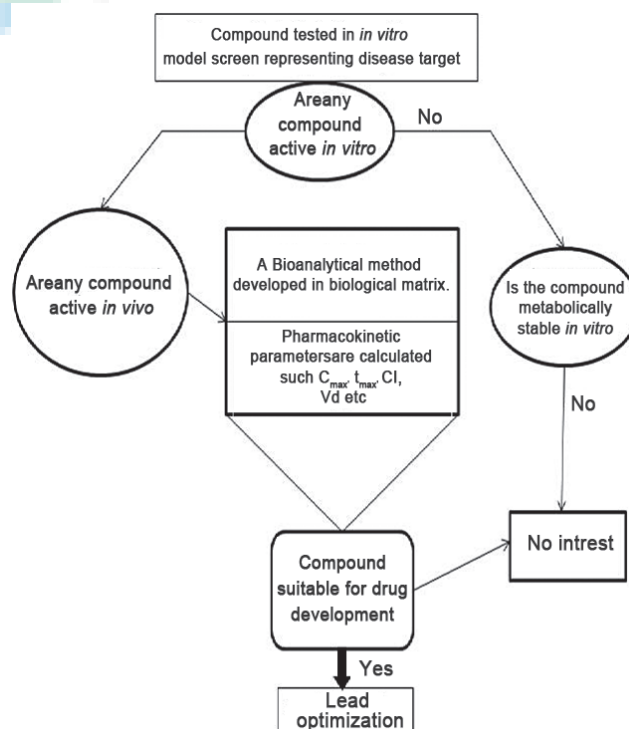 Compound tested in in vitro
model screen representing disease target
Areany
compound
active in vitro
No
Areany compound
active in vivo
A Bioanalytical method
developed in biological matrix.
Pharmacokinetic
parametersare calculated
such Cmax, tmax, CI,
Vd etc
Is the compound
metabolically
stable in vitro
No
No intrest
Compound
suitable for drug
development
Yes
Lead
optimization